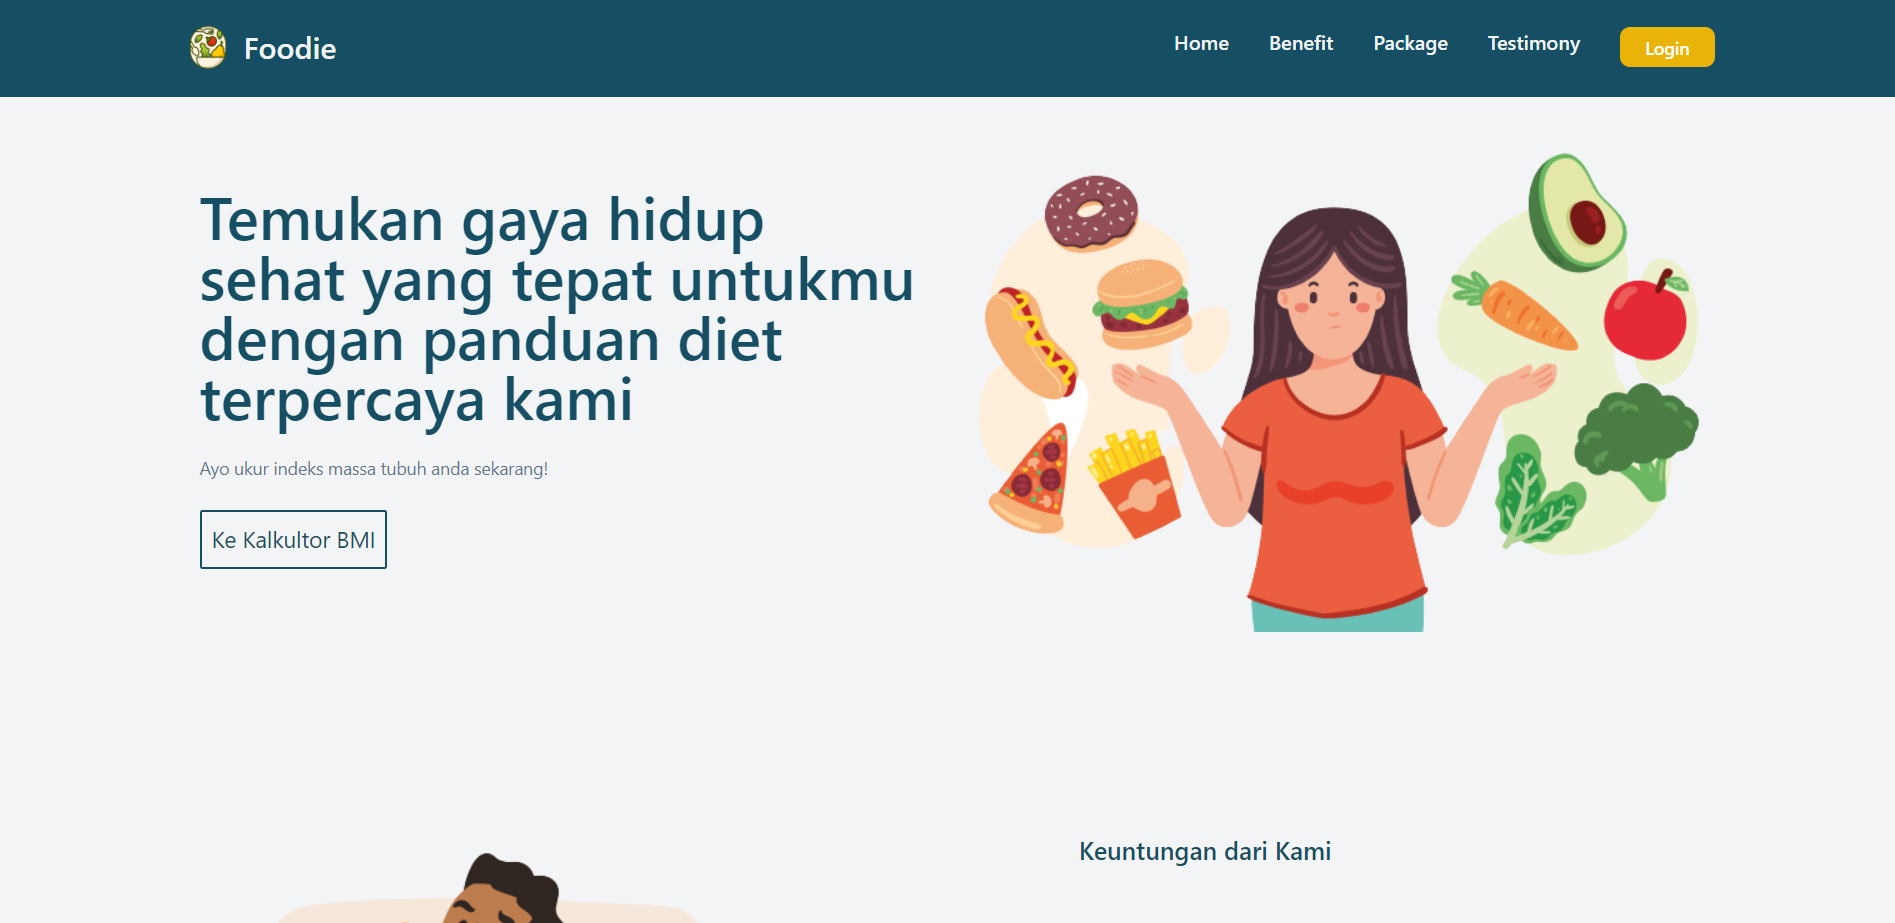 Foodie
Home
Benefit
Package
Testimony
Login
Temukan gaya hidup
sehat yang tepat untukmu
dengan panduan diet
terpercaya kami
Ayo ukur indeks massa tubuh anda sekarang!
Ke Kalkultor BMI
Keuntungan dari Kami